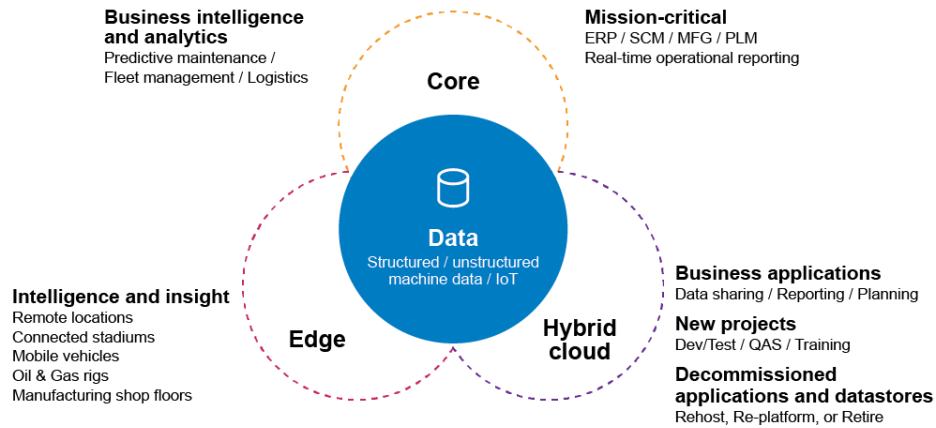 Business intelligence
and analytics
Predictive maintenance /
Fleet management / Logistics
Mission-critical
ERP / SCM / MFG / PLM
Real-time operational reporting
Core
Data
Structured / unstructured
machine data / IoT
Intelligence and insight
Remote locations
Connected stadiums
Mobile vehicles
Oil & Gas rigs
Manufacturing shop floors
Edge
Hybrid
cloud
Business applications
Data sharing / Reporting / Planning
New projects
Dev/Test / QAS / Training
Decommissioned
applications and datastores
Rehost, Re-platform, or Retire